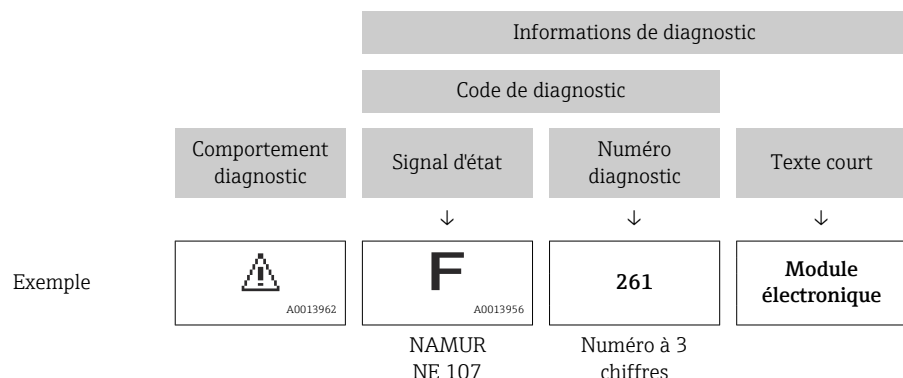 Informations de diagnostic
Code de diagnostic
Comportement
diagnostic
Signal d'état
Numéro
diagnostic
Texte court
↓
↓
↓
Exemple
A0013962
F
A0013956
261
Module
électronique
NAMUR
NE 107
Numéro à 3
chiffres